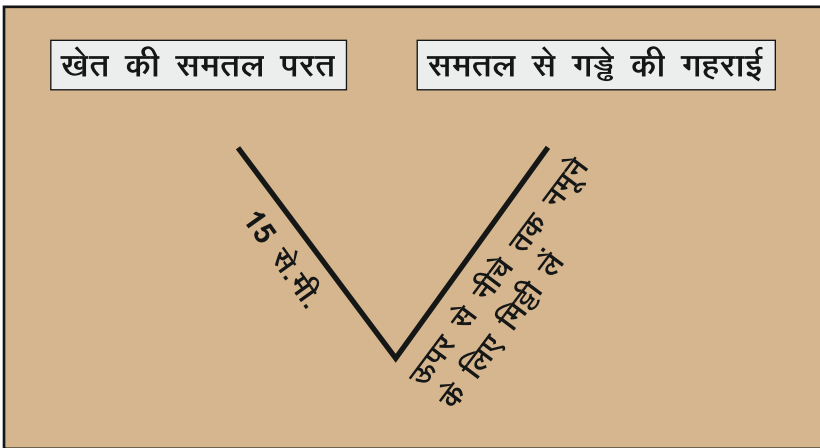 खेत की समतल परत
समतल से गड्ढे की गहराई
15 से.मी.
ऊपर से नीचे तक नमूने
के लिए मिट्टी लें